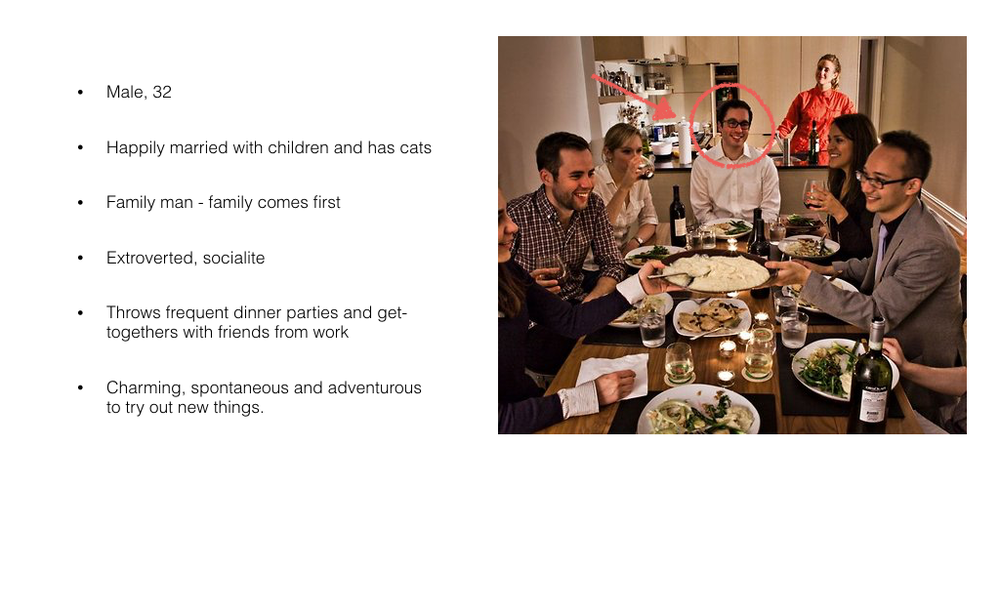 • Male, 32
• Happily married with children and has cats
• Family man - family comes first
• Extroverted, socialite
• Throws frequent dinner parties and get-
togethers with friends from work
• Charming, spontaneous and adventurous
to try out new things.